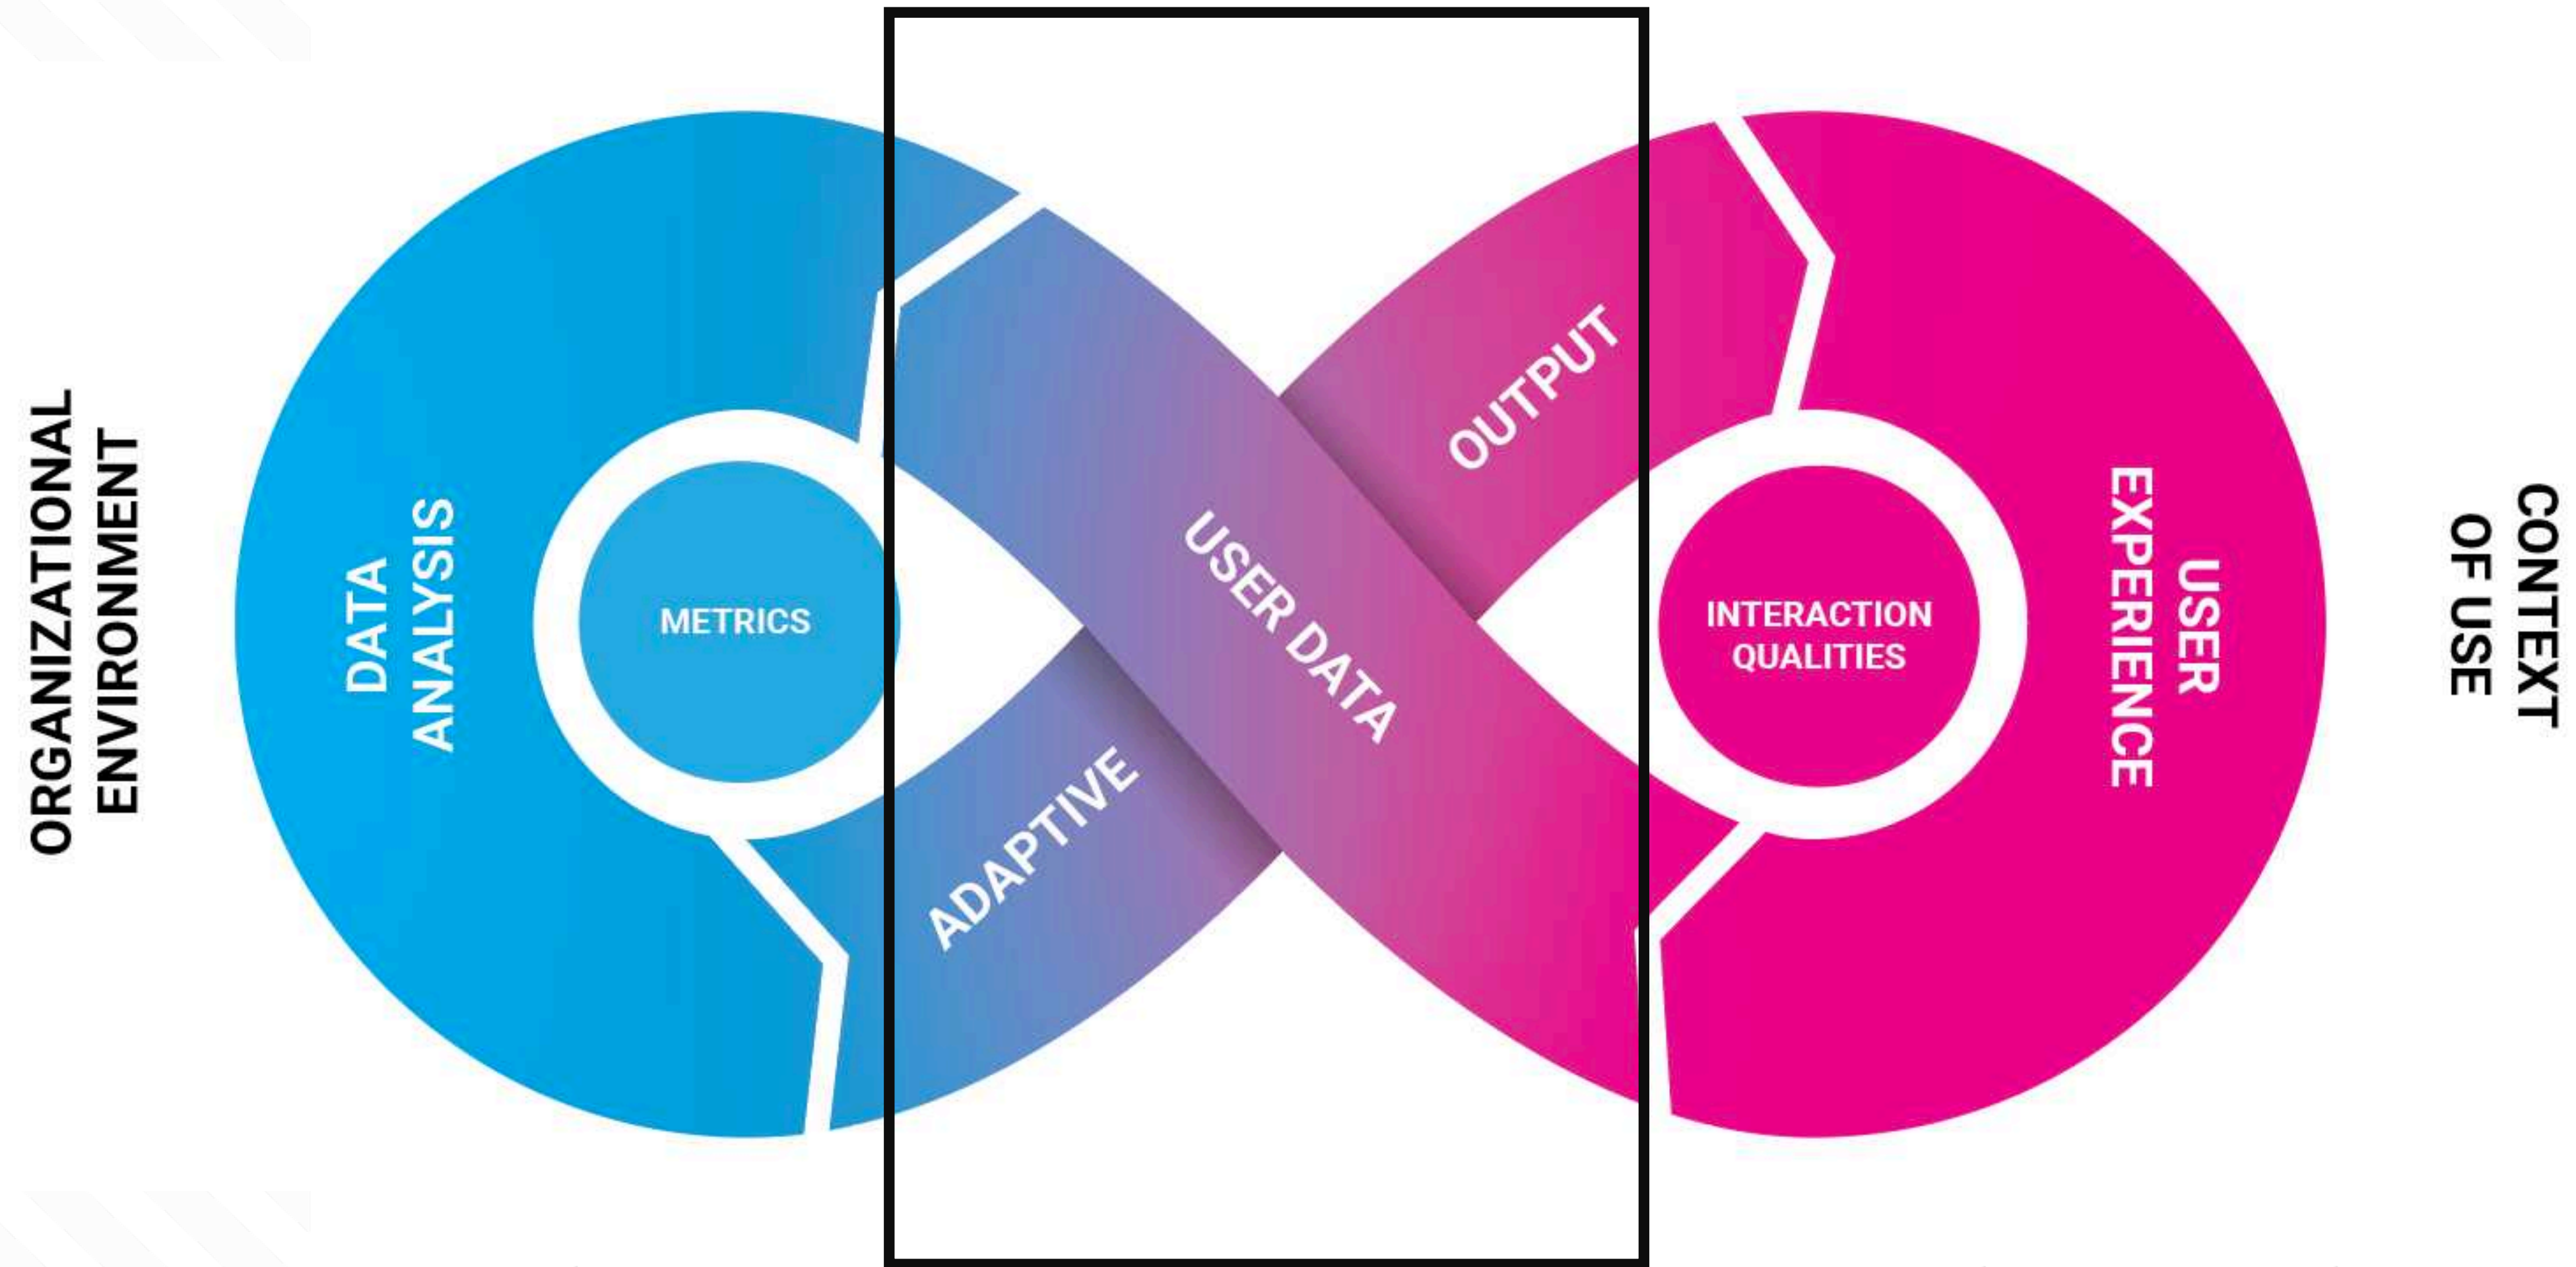 ORGANIZATIONAL
ENVIRONMENT
DATA
ANALYSIS
METRICS
ADAPTIVE
OUTPUT
USER DATA
INTERACTION
QUALITIES
USER
EXPERIENCE
CONTEXT
OF USE